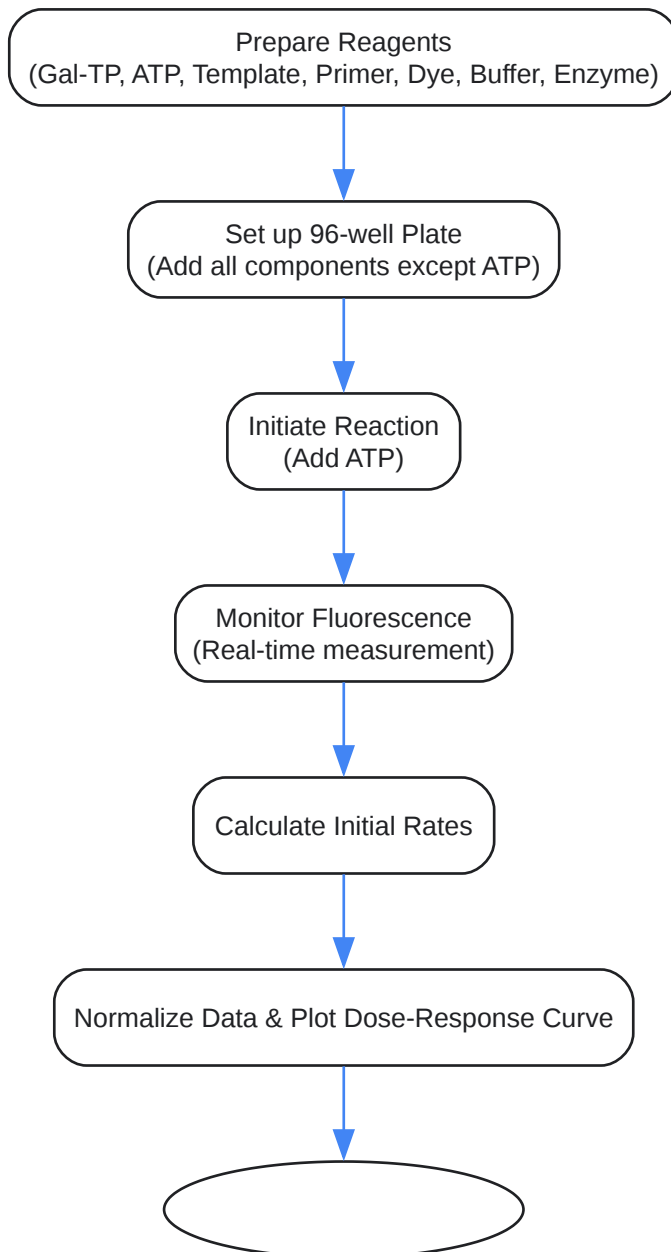 Prepare Reagents
(Gal-TP, ATP, Template, Primer, Dye, Buffer, Enzyme)
Set up 96-well Plate
(Add all components except ATP)
Initiate Reaction
(Add ATP)
Monitor Fluorescence
(Real-time measurement)
Calculate Initial Rates
Normalize Data & Plot Dose-Response Curve